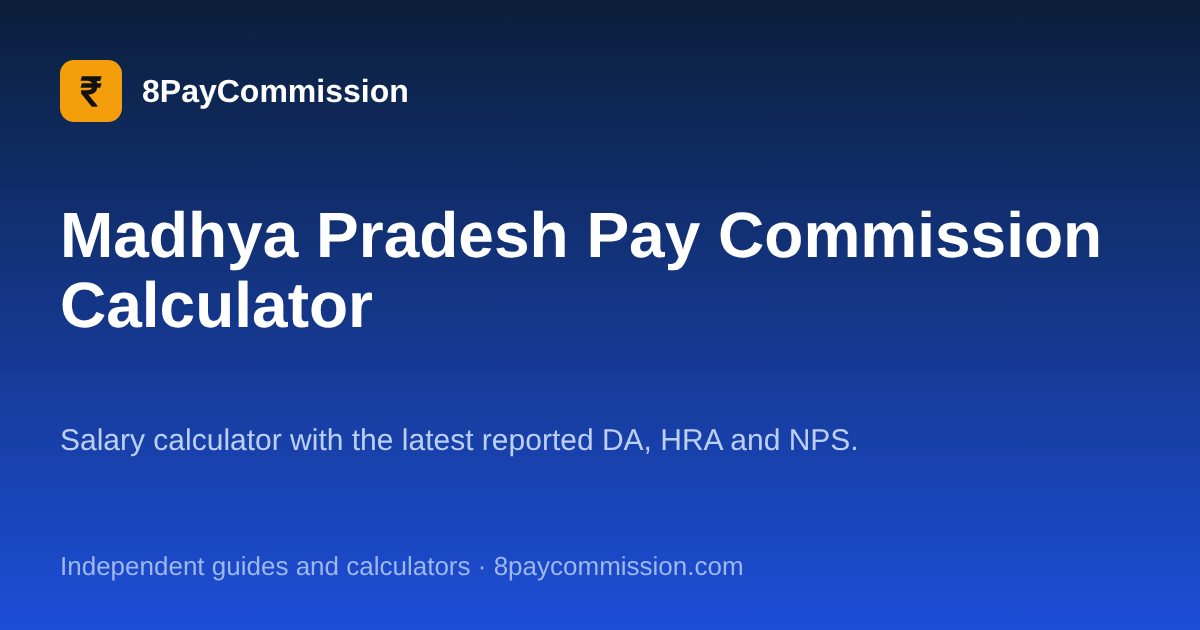 ₹
8PayCommission
Madhya Pradesh Pay Commission
Calculator
Salary calculator with the latest reported DA, HRA and NPS.
Independent guides and calculators · 8paycommission.com